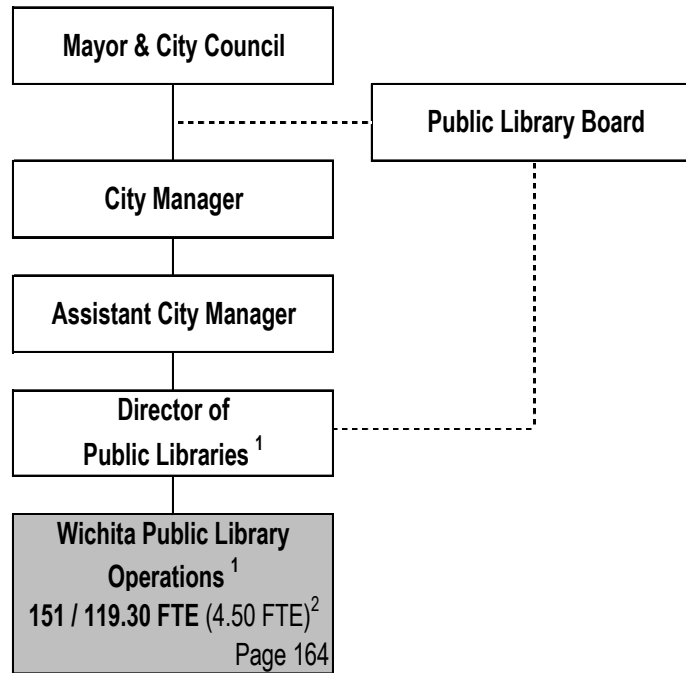 Mayor & City Council
Public Library Board
City Manager
Assistant City Manager
Director of
Public Libraries ¹
Wichita Public Library
Operations ¹
151 / 119.30 FTE (4.50 FTE)²
Page 164